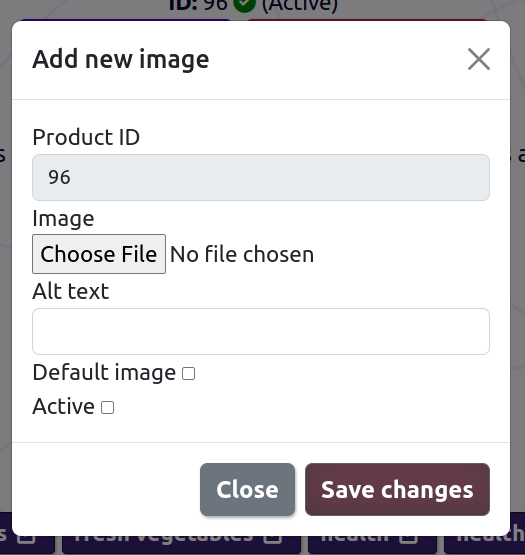 ID: 96 (Active)
Add new image
Product ID
96
Image
Choose File No file chosen
Alt text
Default image
Active
Close Save changes
fresh vegetables health health